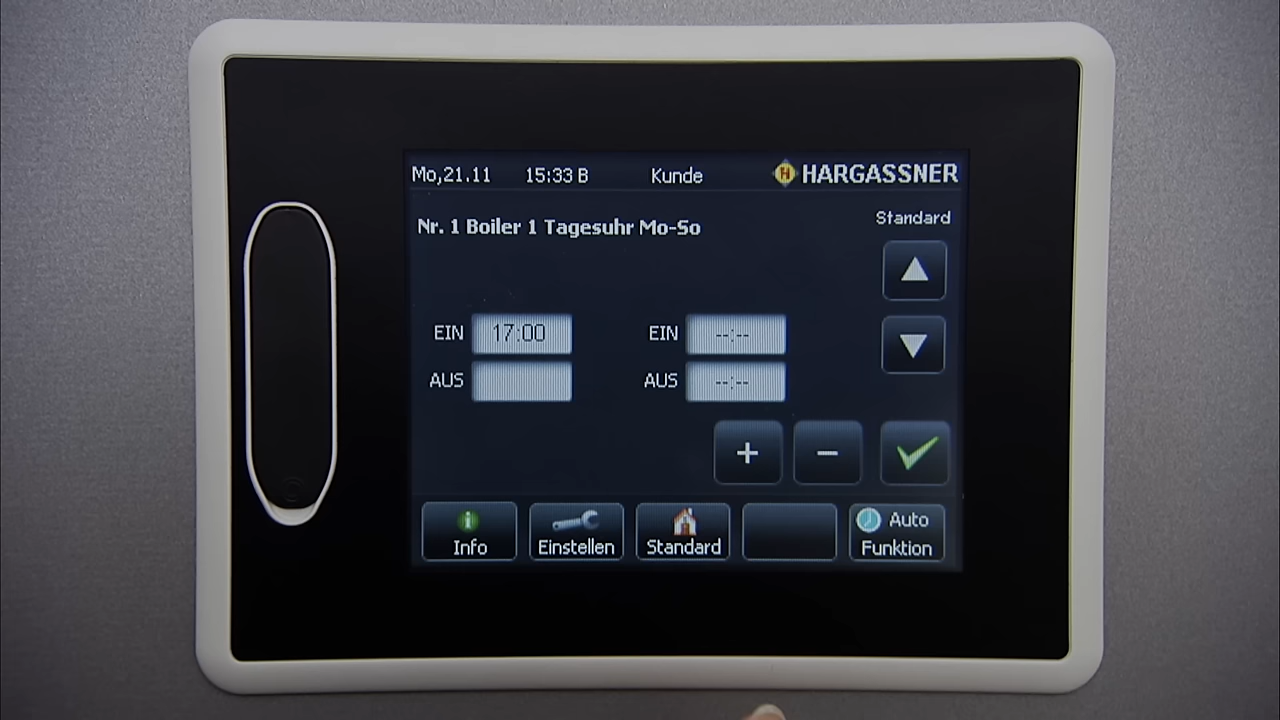 Mo,21.11 15:33 B Kunde H HARGASSNER
Standard
Nr. 1 Boiler 1 Tagesuhr Mo-So
EIN 17:00 EIN --:--
AUS AUS --:--
+ −
Info Einstellen Standard Auto Funktion